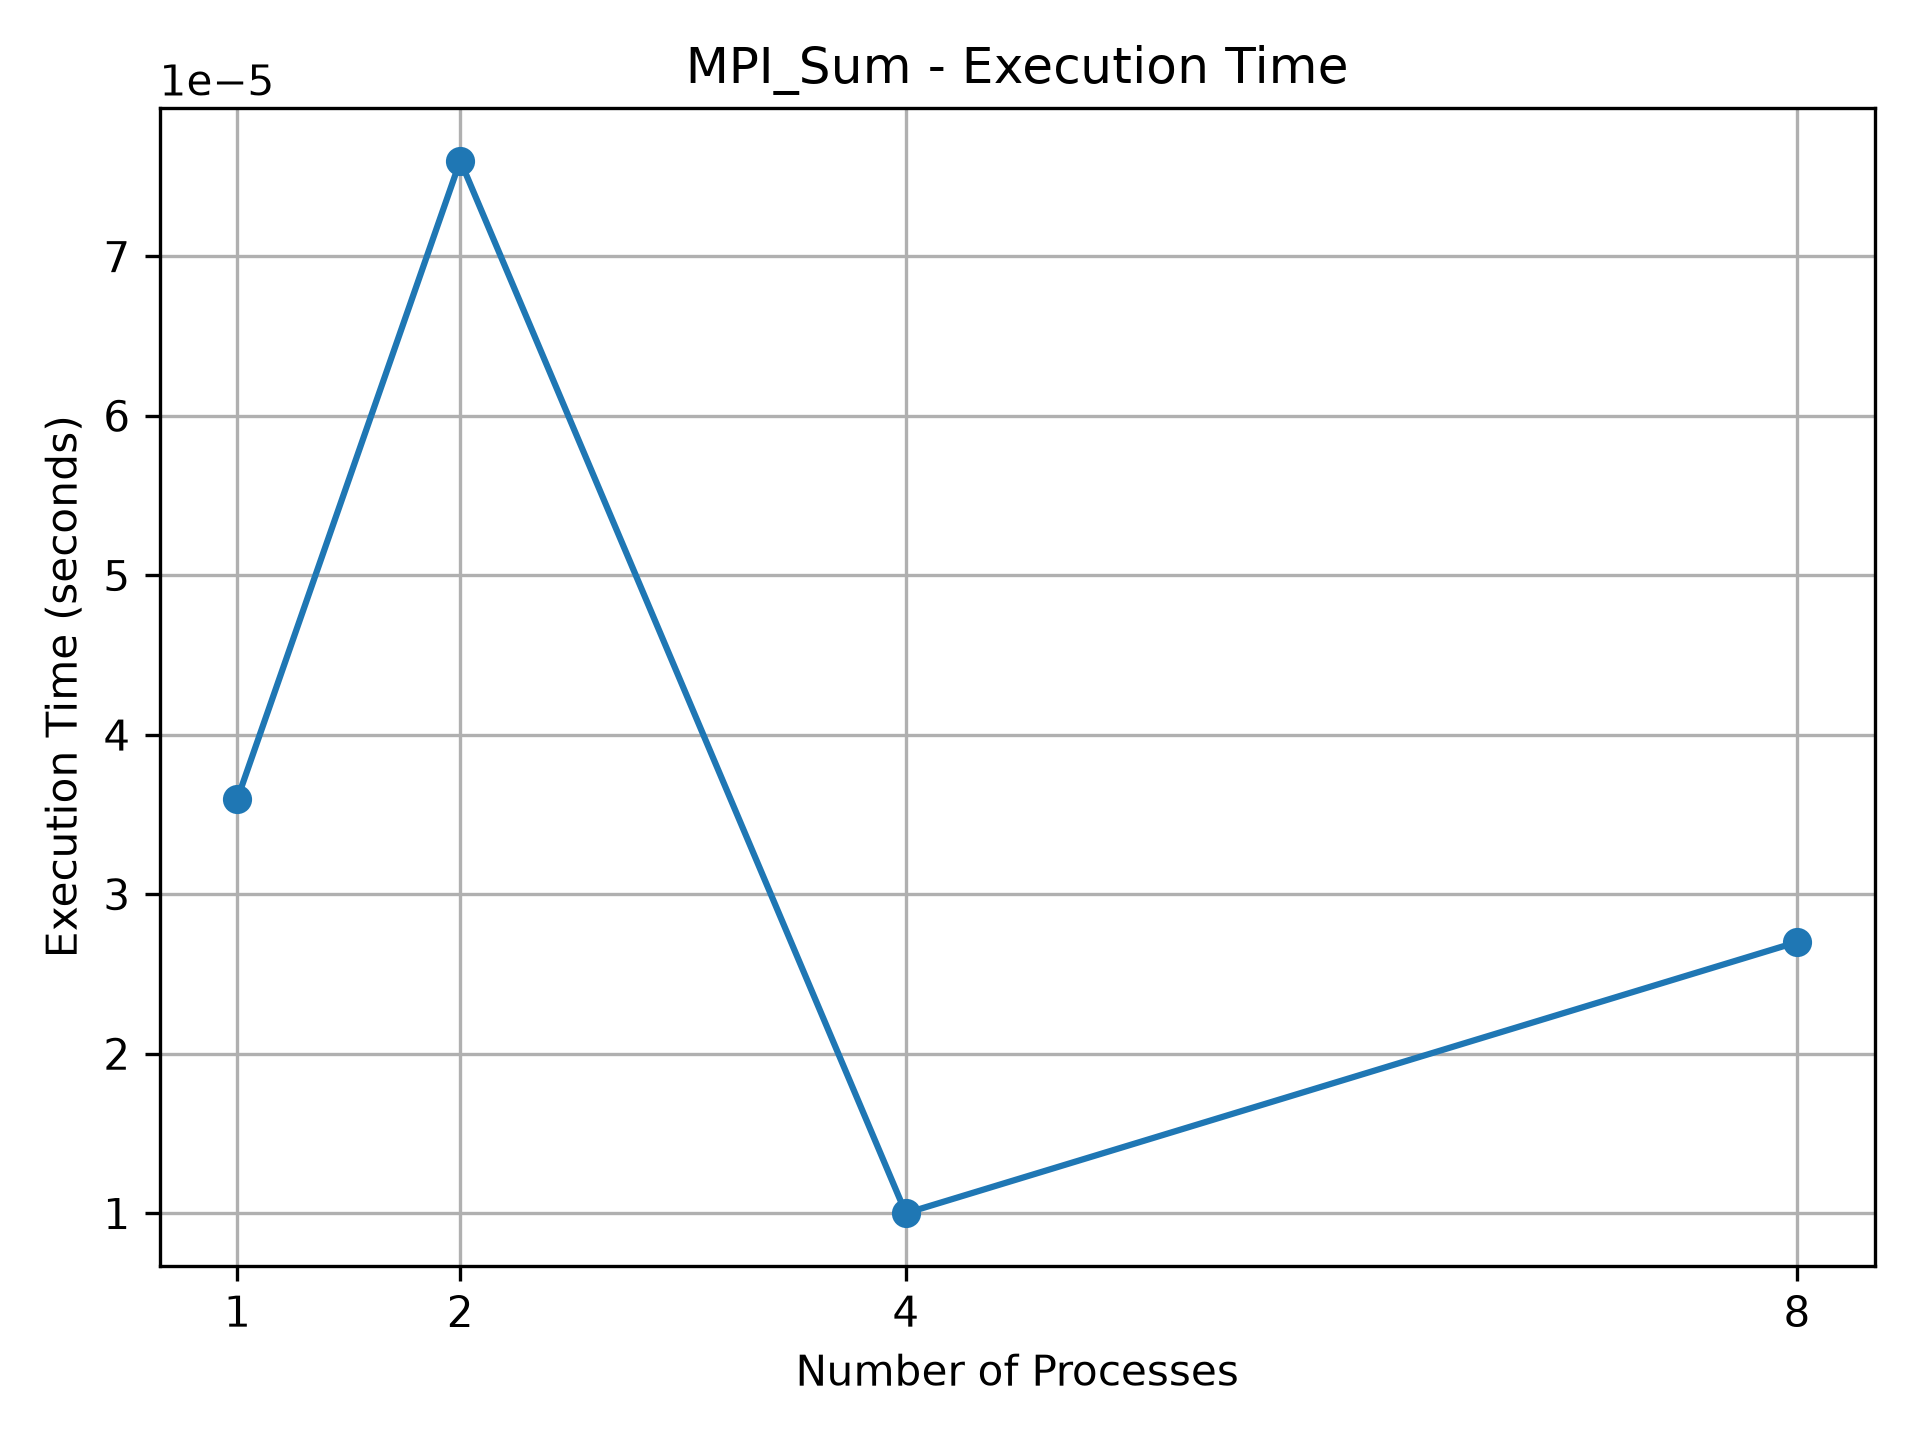 MPI_Sum - Execution Time
1e−5
7
6
5
4
3
2
1
Execution Time (seconds)
1 2 4 8
Number of Processes